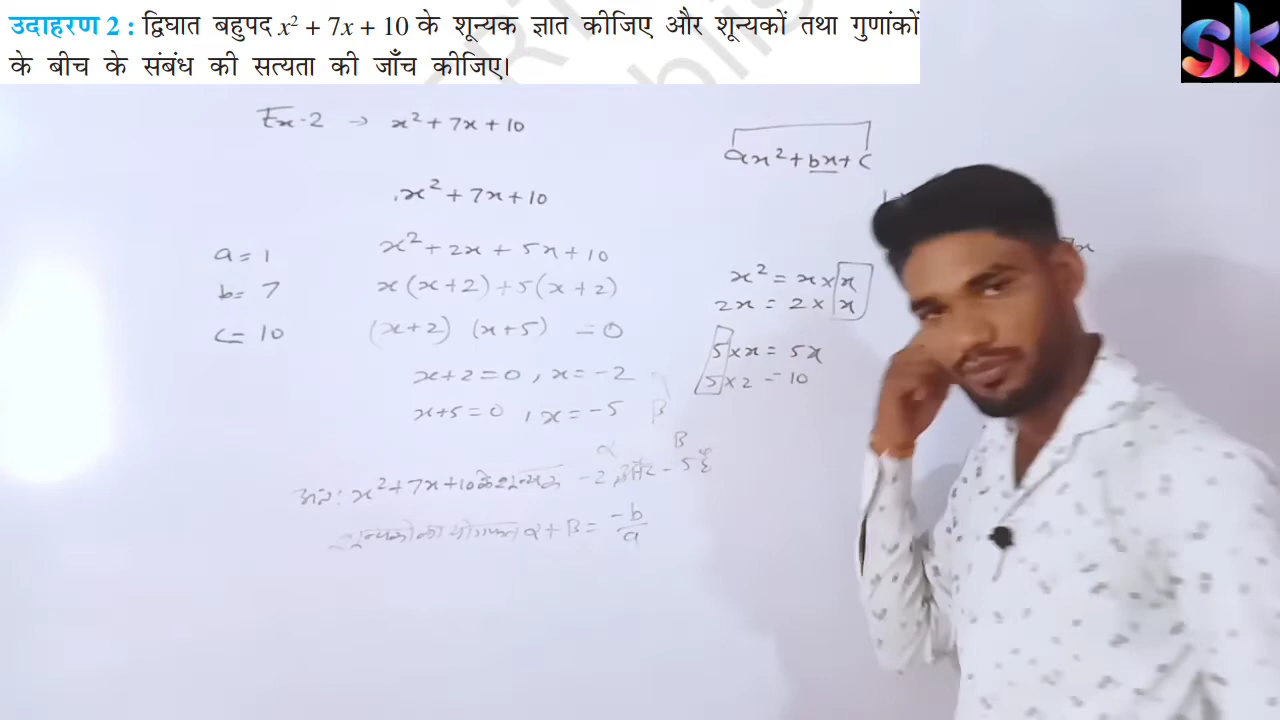 उदाहरण 2 : द्विघात बहुपद x² + 7x + 10 के शून्यक ज्ञात कीजिए और शून्यकों तथा गुणांकों
के बीच के संबंध की सत्यता की जाँच कीजिए।
sk
Ex-2 → x² + 7x + 10
x² + 7x + 10
x² + 2x + 5x + 10
x(x+2) + 5(x+2)
(x+2) (x+5) = 0
x+2 = 0 , x = -2
x+5 = 0 , x = -5 β
a = 1
b = 7
c = 10
ax² + bx + c
7x
x² = x × x
2x = 2 × x
5 × x = 5x
5 × 2 = 10
α β
अतः x² + 7x + 10 के शून्यक -2 और -5 हैं
शून्यकों का योगफल α + β = -b/a